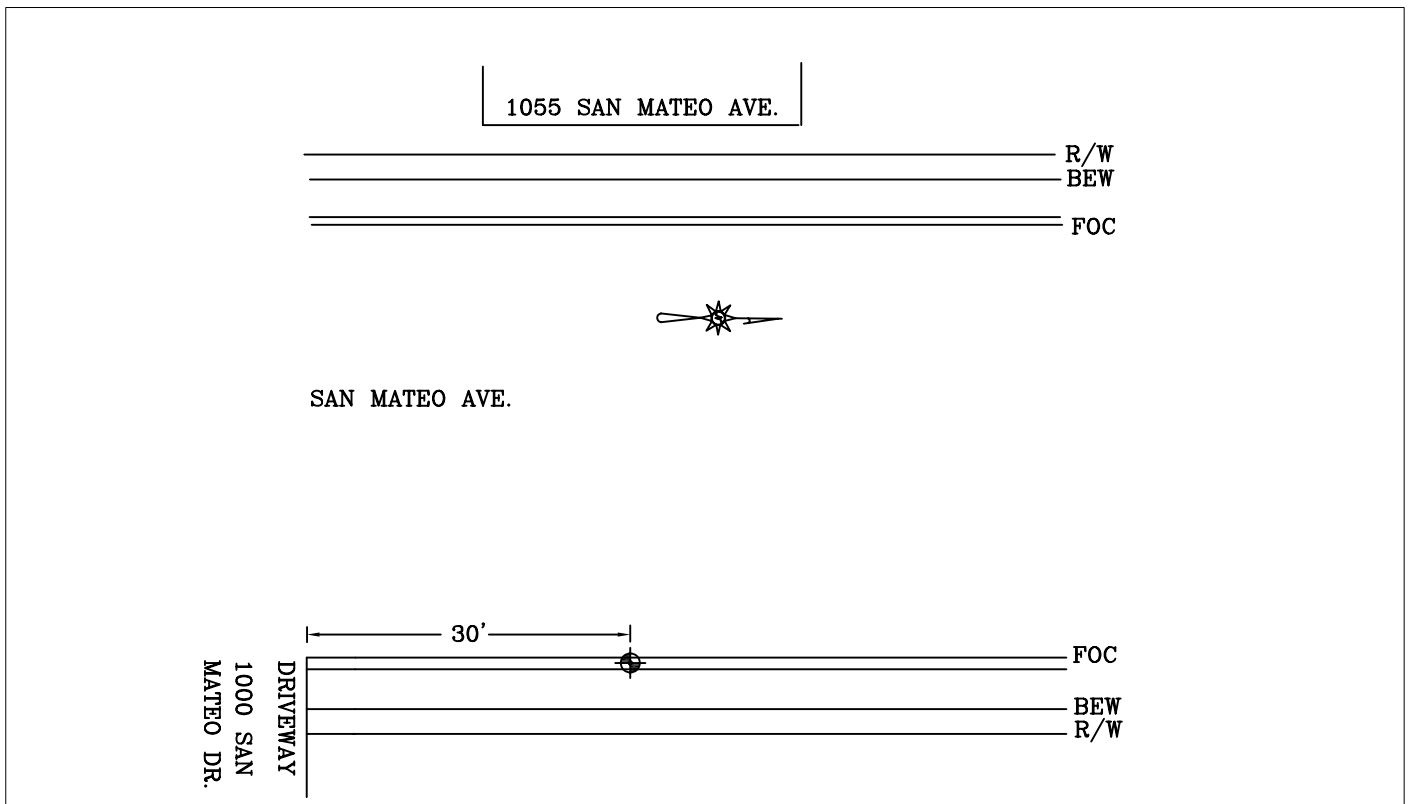 1055 SAN MATEO AVE.
R/W
BEW
FOC
SAN MATEO AVE.
30'
FOC
BEW
R/W
DRIVEWAY
1000 SAN
MATEO DR.